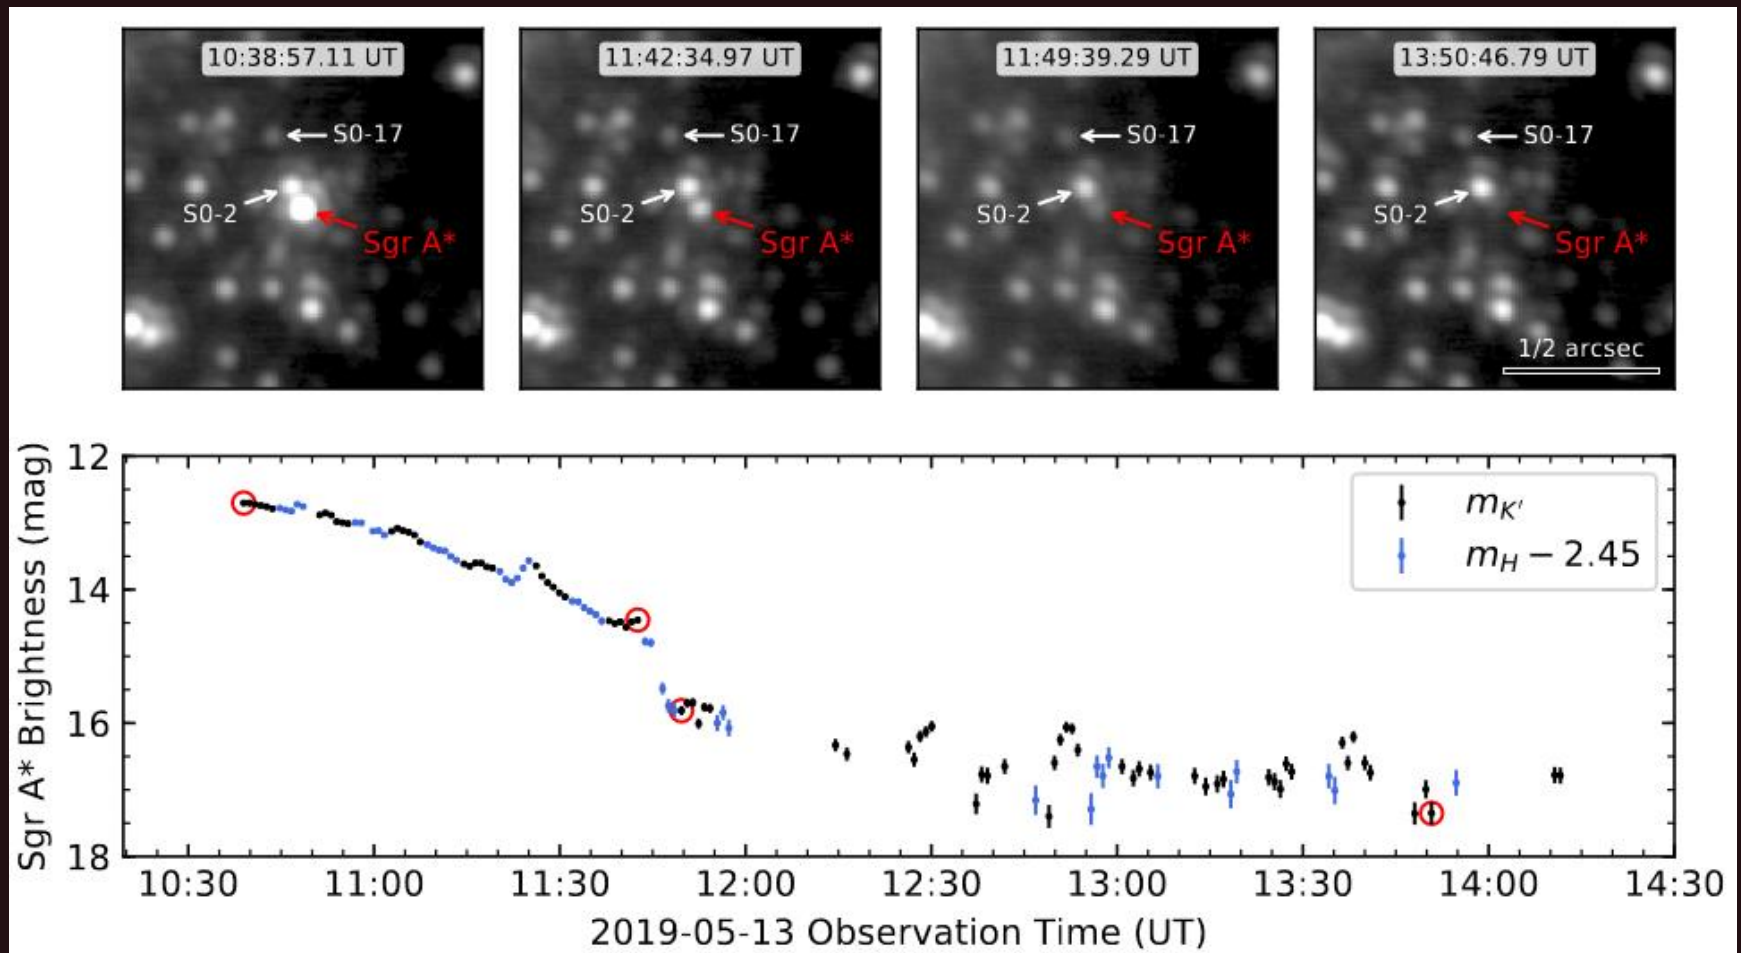 10:38:57.11 UT
S0-17
S0-2
Sgr A*
11:42:34.97 UT
S0-17
S0-2
Sgr A*
11:49:39.29 UT
S0-17
S0-2
Sgr A*
13:50:46.79 UT
S0-17
S0-2
Sgr A*
1/2 arcsec
Sgr A* Brightness (mag)
12
14
16
18
m_{K'}
m_H − 2.45
10:30 11:00 11:30 12:00 12:30 13:00 13:30 14:00 14:30
2019-05-13 Observation Time (UT)